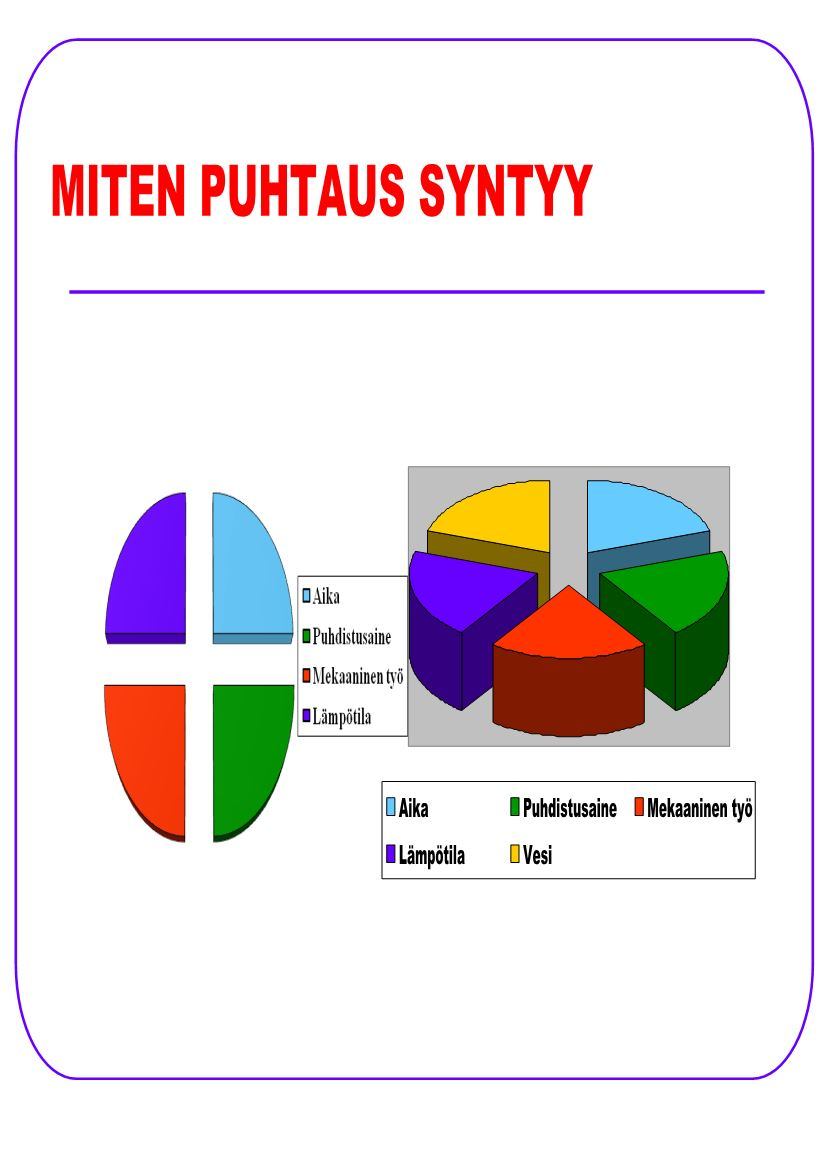 MITEN PUHTAUS SYNTYY
Aika
Puhdistusaine
Mekaaninen työ
Lämpötila
Aika Puhdistusaine Mekaaninen työ
Lämpötila Vesi